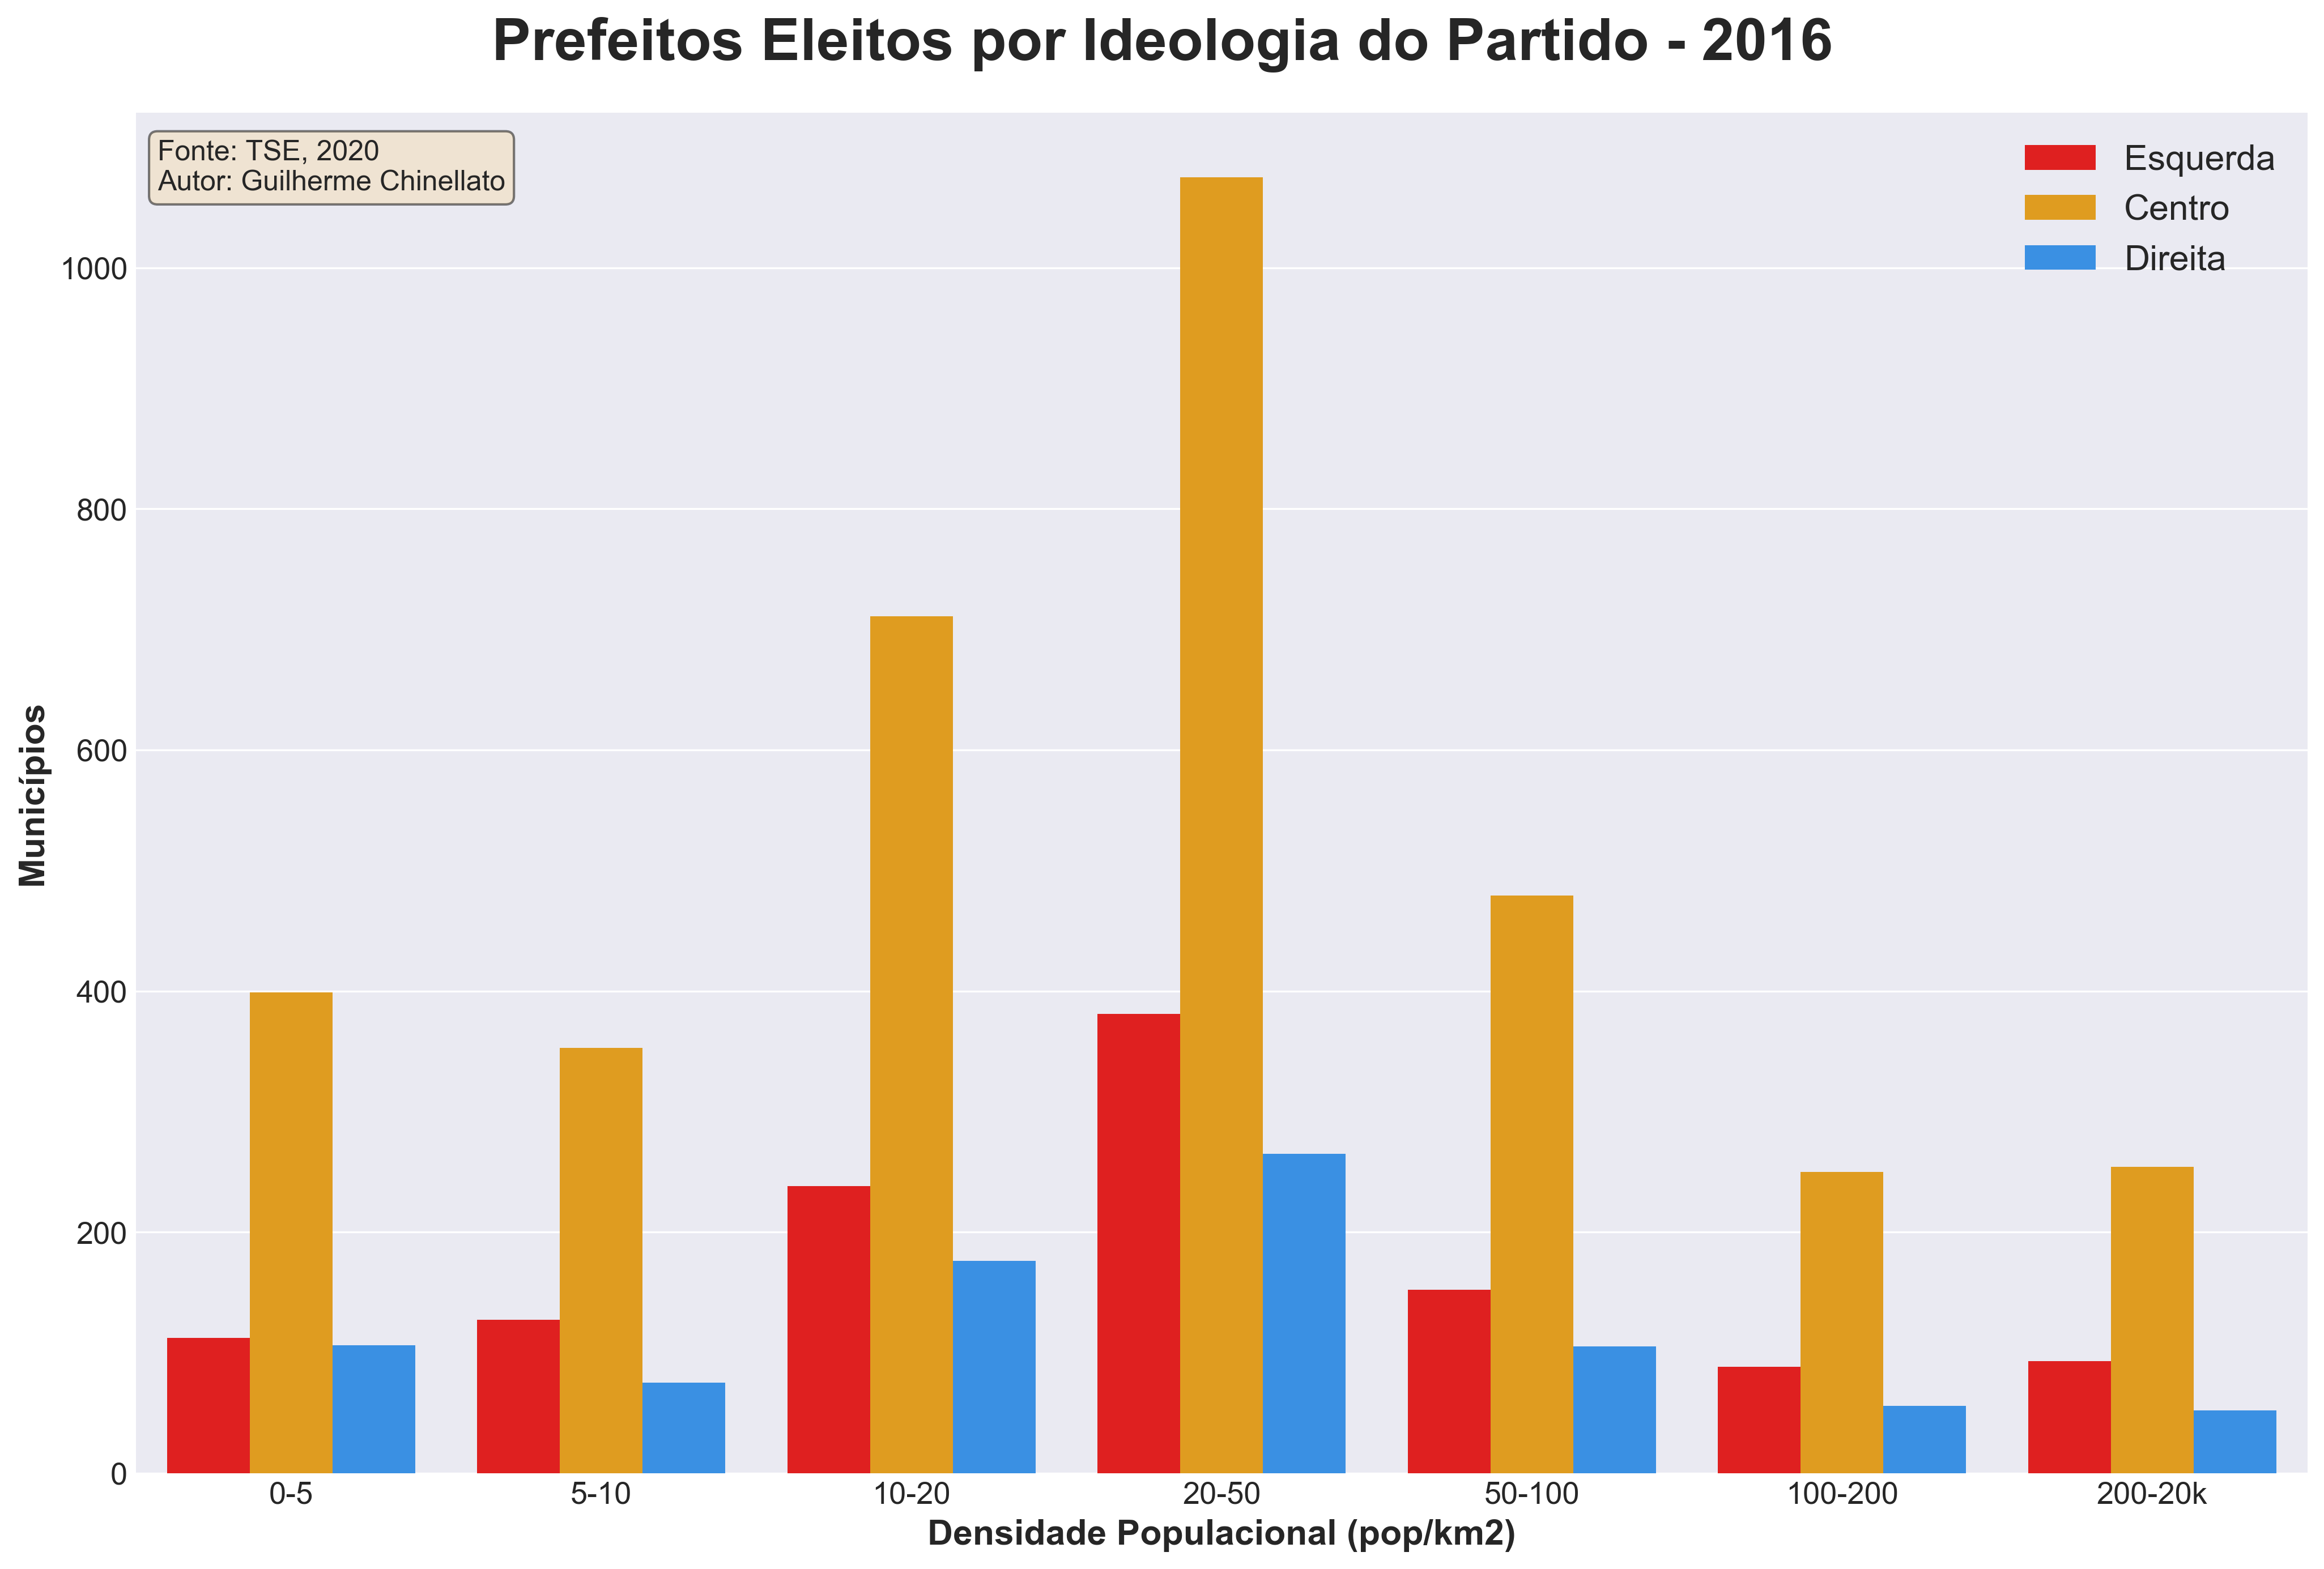 Prefeitos Eleitos por Ideologia do Partido - 2016
Fonte: TSE, 2020
Autor: Guilherme Chinellato
Esquerda
Centro
Direita
1000
800
600
400
200
0
Municípios
0-5
5-10
10-20
20-50
50-100
100-200
200-20k
Densidade Populacional (pop/km2)